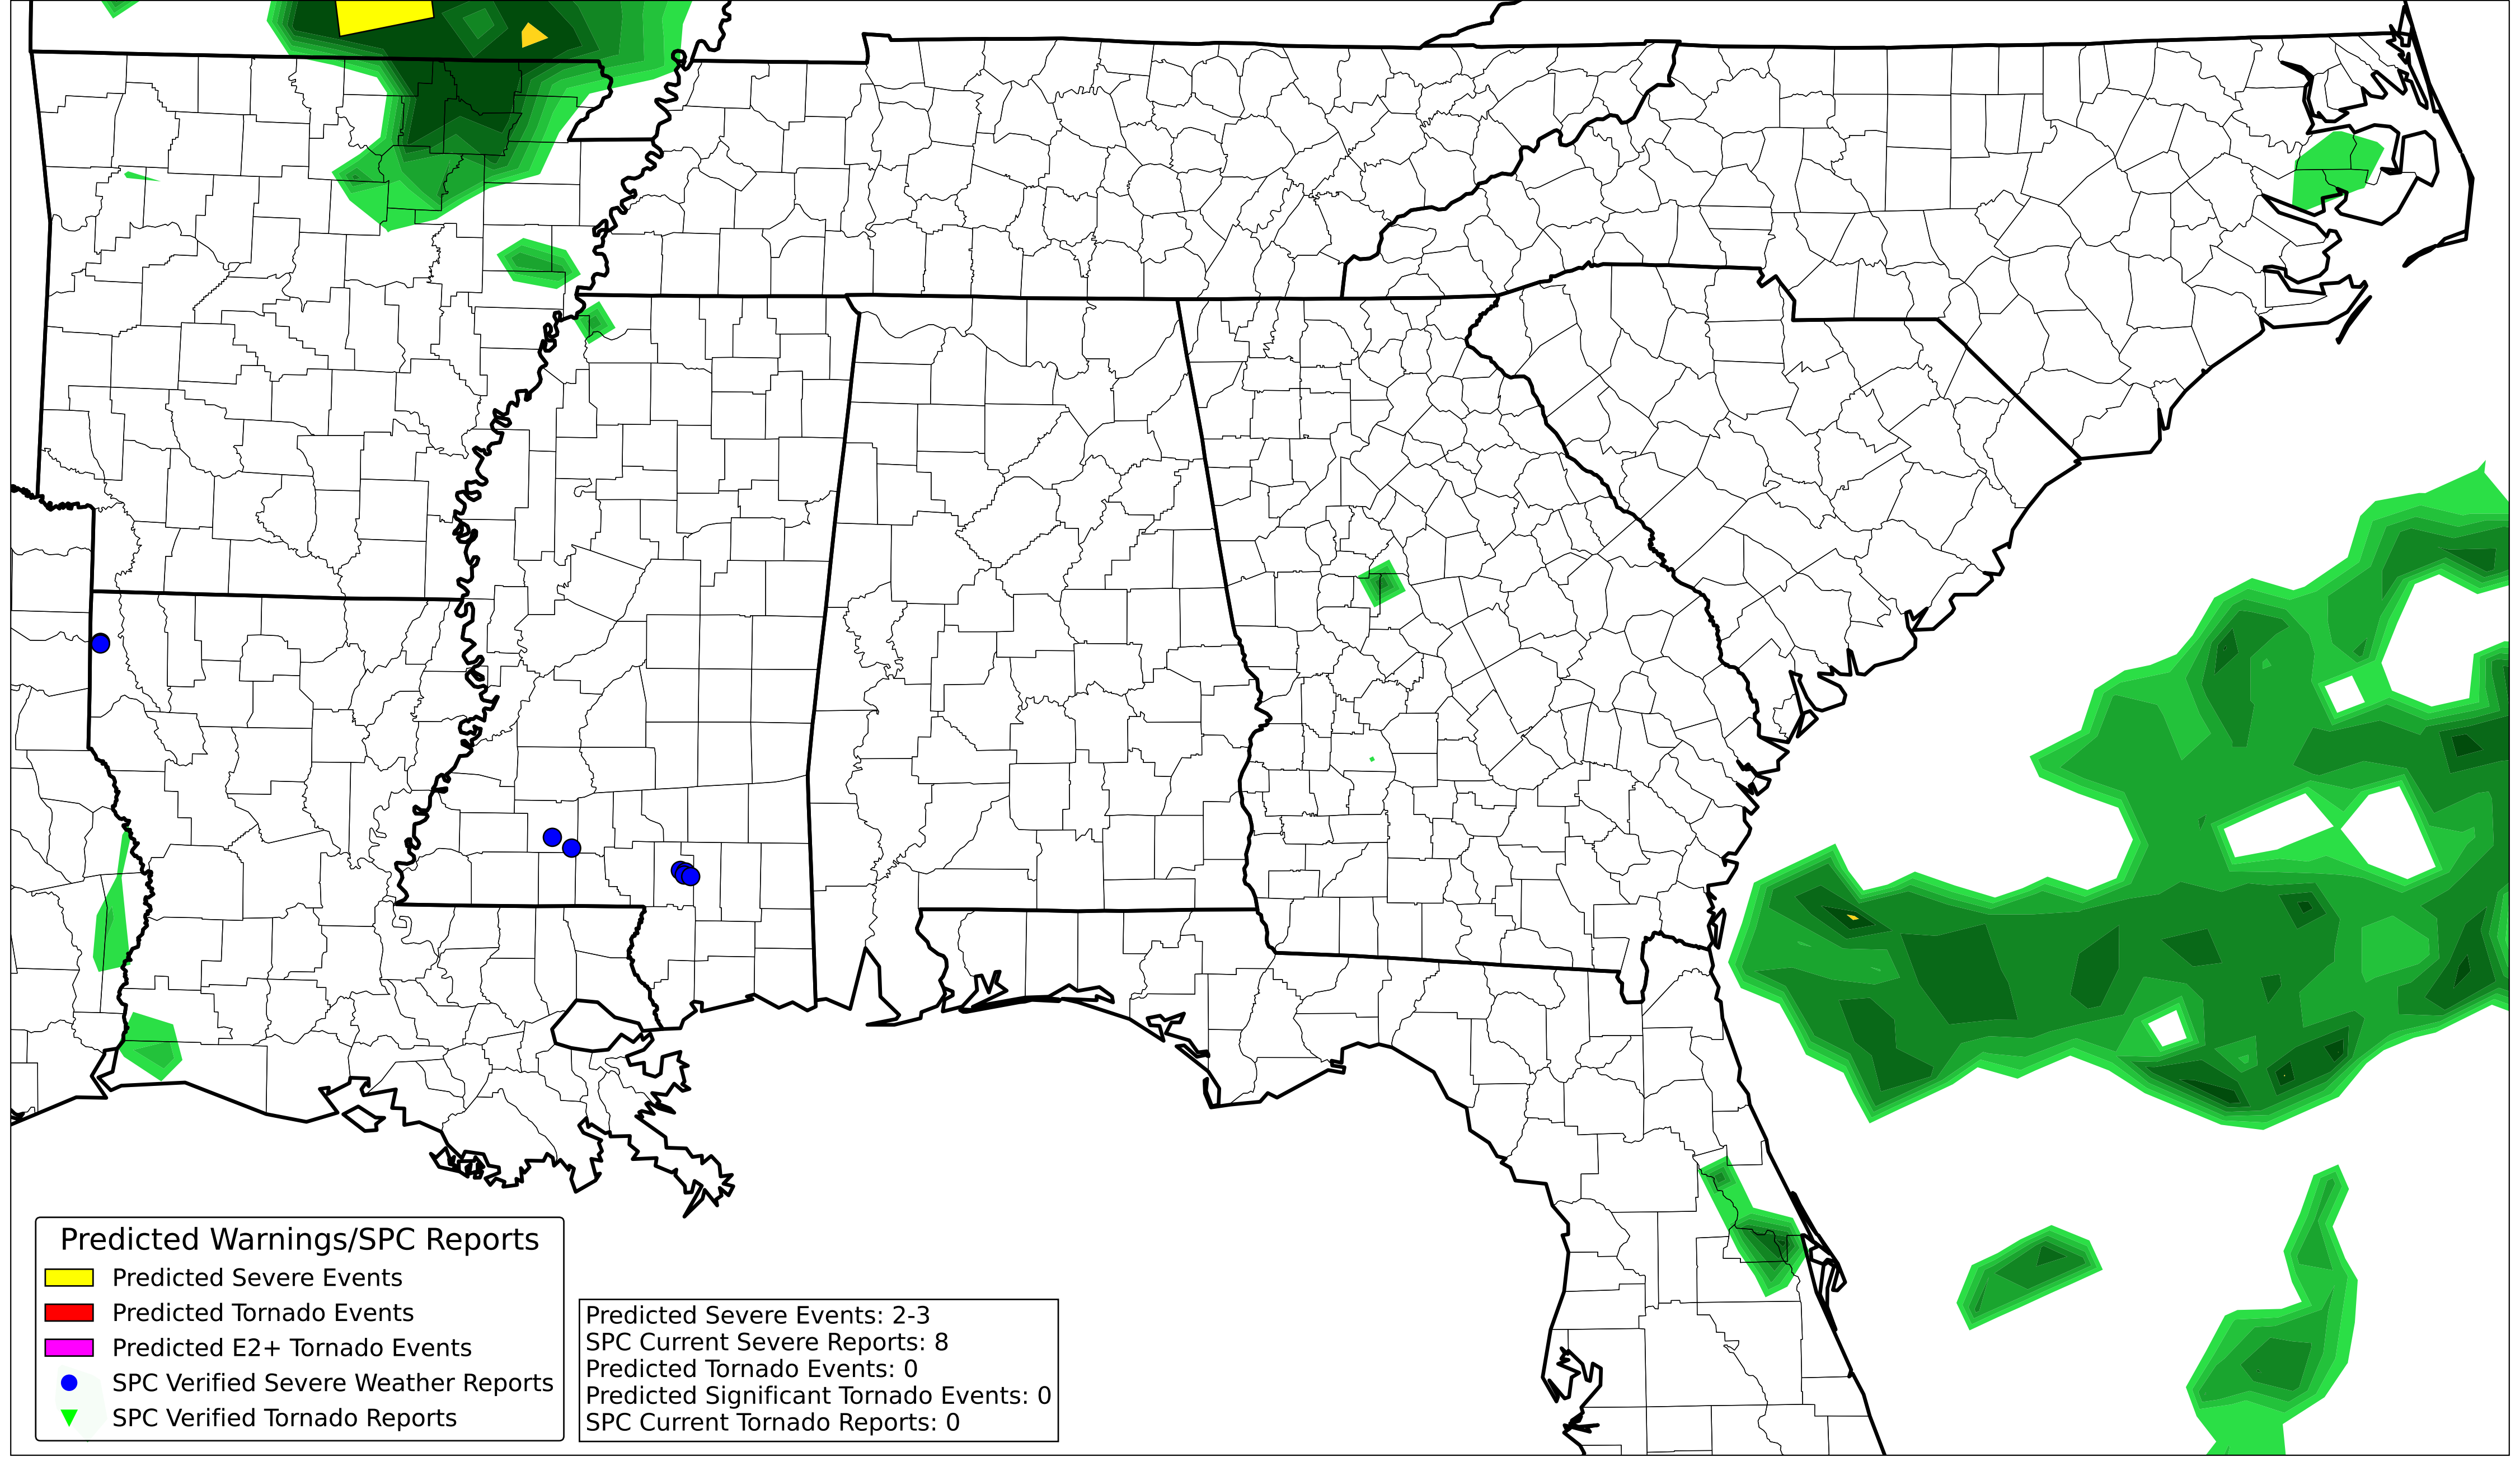 Predicted Warnings/SPC Reports
Predicted Severe Events
Predicted Tornado Events
Predicted E2+ Tornado Events
SPC Verified Severe Weather Reports
SPC Verified Tornado Reports
Predicted Severe Events: 2-3
SPC Current Severe Reports: 8
Predicted Tornado Events: 0
Predicted Significant Tornado Events: 0
SPC Current Tornado Reports: 0